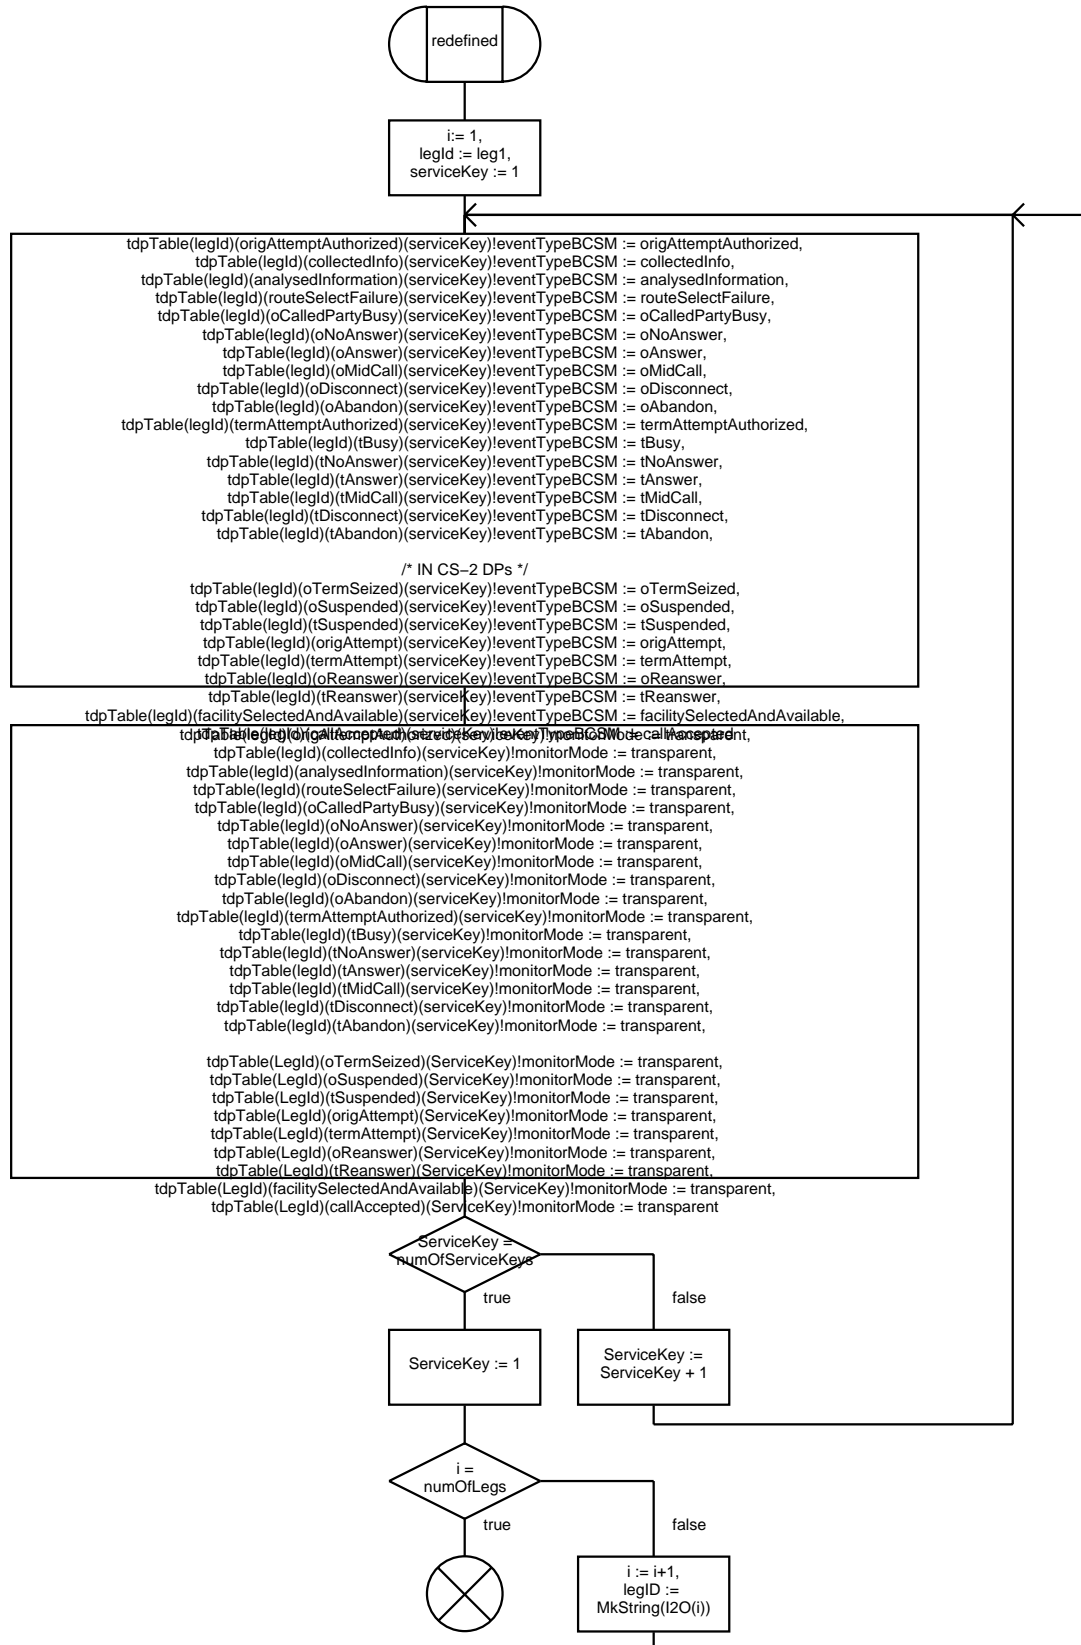 redefined
i:= 1,
legId := leg1,
serviceKey := 1
tdpTable(legId)(origAttemptAuthorized)(serviceKey)!eventTypeBCSM := origAttemptAuthorized,
tdpTable(legId)(collectedInfo)(serviceKey)!eventTypeBCSM := collectedInfo,
tdpTable(legId)(analysedInformation)(serviceKey)!eventTypeBCSM := analysedInformation,
tdpTable(legId)(routeSelectFailure)(serviceKey)!eventTypeBCSM := routeSelectFailure,
tdpTable(legId)(oCalledPartyBusy)(serviceKey)!eventTypeBCSM := oCalledPartyBusy,
tdpTable(legId)(oNoAnswer)(serviceKey)!eventTypeBCSM := oNoAnswer,
tdpTable(legId)(oAnswer)(serviceKey)!eventTypeBCSM := oAnswer,
tdpTable(legId)(oMidCall)(serviceKey)!eventTypeBCSM := oMidCall,
tdpTable(legId)(oDisconnect)(serviceKey)!eventTypeBCSM := oDisconnect,
tdpTable(legId)(oAbandon)(serviceKey)!eventTypeBCSM := oAbandon,
tdpTable(legId)(termAttemptAuthorized)(serviceKey)!eventTypeBCSM := termAttemptAuthorized,
tdpTable(legId)(tBusy)(serviceKey)!eventTypeBCSM := tBusy,
tdpTable(legId)(tNoAnswer)(serviceKey)!eventTypeBCSM := tNoAnswer,
tdpTable(legId)(tAnswer)(serviceKey)!eventTypeBCSM := tAnswer,
tdpTable(legId)(tMidCall)(serviceKey)!eventTypeBCSM := tMidCall,
tdpTable(legId)(tDisconnect)(serviceKey)!eventTypeBCSM := tDisconnect,
tdpTable(legId)(tAbandon)(serviceKey)!eventTypeBCSM := tAbandon,
/* IN CS–2 DPs */
tdpTable(legId)(oTermSeized)(serviceKey)!eventTypeBCSM := oTermSeized,
tdpTable(legId)(oSuspended)(serviceKey)!eventTypeBCSM := oSuspended,
tdpTable(legId)(tSuspended)(serviceKey)!eventTypeBCSM := tSuspended,
tdpTable(legId)(origAttempt)(serviceKey)!eventTypeBCSM := origAttempt,
tdpTable(legId)(termAttempt)(serviceKey)!eventTypeBCSM := termAttempt,
tdpTable(legId)(oReanswer)(serviceKey)!eventTypeBCSM := oReanswer,
tdpTable(legId)(tReanswer)(serviceKey)!eventTypeBCSM := tReanswer,
tdpTable(legId)(facilitySelectedAndAvailable)(serviceKey)!eventTypeBCSM := facilitySelectedAndAvailable,
tdpTable(legId)(callAccepted)(serviceKey)!eventTypeBCSM := callAccepted
tdpTable(legId)(origAttemptAuthorized)(serviceKey)!monitorMode := transparent,
tdpTable(legId)(collectedInfo)(serviceKey)!monitorMode := transparent,
tdpTable(legId)(analysedInformation)(serviceKey)!monitorMode := transparent,
tdpTable(legId)(routeSelectFailure)(serviceKey)!monitorMode := transparent,
tdpTable(legId)(oCalledPartyBusy)(serviceKey)!monitorMode := transparent,
tdpTable(legId)(oNoAnswer)(serviceKey)!monitorMode := transparent,
tdpTable(legId)(oAnswer)(serviceKey)!monitorMode := transparent,
tdpTable(legId)(oMidCall)(serviceKey)!monitorMode := transparent,
tdpTable(legId)(oDisconnect)(serviceKey)!monitorMode := transparent,
tdpTable(legId)(oAbandon)(serviceKey)!monitorMode := transparent,
tdpTable(legId)(termAttemptAuthorized)(serviceKey)!monitorMode := transparent,
tdpTable(legId)(tBusy)(serviceKey)!monitorMode := transparent,
tdpTable(legId)(tNoAnswer)(serviceKey)!monitorMode := transparent,
tdpTable(legId)(tAnswer)(serviceKey)!monitorMode := transparent,
tdpTable(legId)(tMidCall)(serviceKey)!monitorMode := transparent,
tdpTable(legId)(tDisconnect)(serviceKey)!monitorMode := transparent,
tdpTable(legId)(tAbandon)(serviceKey)!monitorMode := transparent,
tdpTable(LegId)(oTermSeized)(ServiceKey)!monitorMode := transparent,
tdpTable(LegId)(oSuspended)(ServiceKey)!monitorMode := transparent,
tdpTable(LegId)(tSuspended)(ServiceKey)!monitorMode := transparent,
tdpTable(LegId)(origAttempt)(ServiceKey)!monitorMode := transparent,
tdpTable(LegId)(termAttempt)(ServiceKey)!monitorMode := transparent,
tdpTable(LegId)(oReanswer)(ServiceKey)!monitorMode := transparent,
tdpTable(LegId)(tReanswer)(ServiceKey)!monitorMode := transparent,
tdpTable(LegId)(facilitySelectedAndAvailable)(ServiceKey)!monitorMode := transparent,
tdpTable(LegId)(callAccepted)(ServiceKey)!monitorMode := transparent
ServiceKey =
numOfServiceKeys
true
false
ServiceKey := 1
ServiceKey :=
ServiceKey + 1
i =
numOfLegs
true
false
i := i+1,
legID :=
MkString(I2O(i))